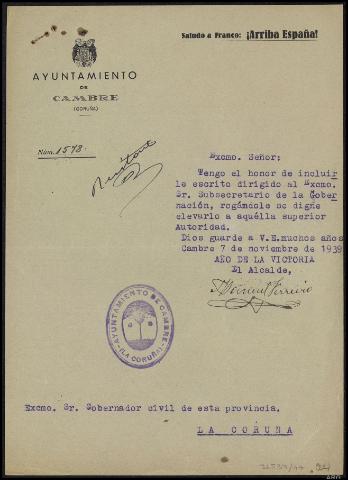 Saludo a Franco: ¡Arriba España!
AYUNTAMIENTO
DE
CAMBRE
(CORUÑA)
Núm. 1578.
Excmo. Señor:
Tengo el honor de incluir
le escrito dirigido al Excmo.
Sr. Subsecretario de la Gober
nación, rogándole se digne
elevarlo a aquélla superior
Autoridad.
Dios guarde a V.E.muchos años
Cambre 7 de noviembre de 1939
AÑO DE LA VICTORIA
El Alcalde,
AYUNTAMIENTO DE CAMBRE
(LA CORUÑA)
Excmo. Sr. Gobernador civil de esta provincia.
LA CORUÑA